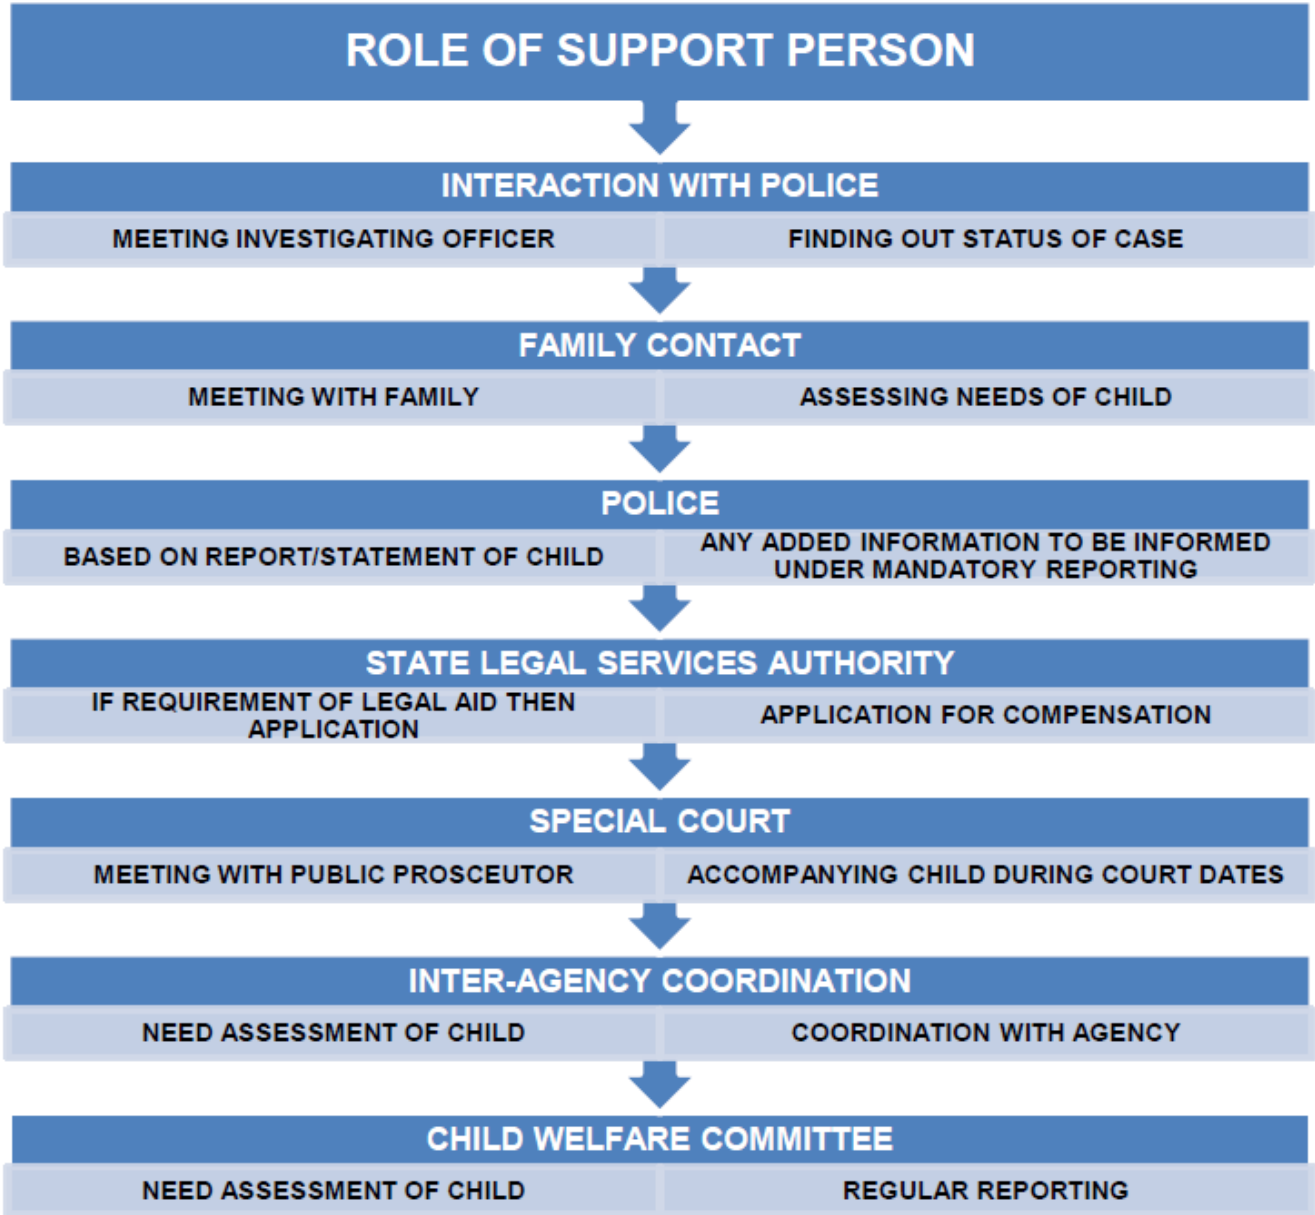 ROLE OF SUPPORT PERSON
INTERACTION WITH POLICE
MEETING INVESTIGATING OFFICER
FINDING OUT STATUS OF CASE
FAMILY CONTACT
MEETING WITH FAMILY
ASSESSING NEEDS OF CHILD
POLICE
BASED ON REPORT/STATEMENT OF CHILD
ANY ADDED INFORMATION TO BE INFORMED
UNDER MANDATORY REPORTING
STATE LEGAL SERVICES AUTHORITY
IF REQUIREMENT OF LEGAL AID THEN
APPLICATION
APPLICATION FOR COMPENSATION
SPECIAL COURT
MEETING WITH PUBLIC PROSCEUTOR
ACCOMPANYING CHILD DURING COURT DATES
INTER-AGENCY COORDINATION
NEED ASSESSMENT OF CHILD
COORDINATION WITH AGENCY
CHILD WELFARE COMMITTEE
NEED ASSESSMENT OF CHILD
REGULAR REPORTING